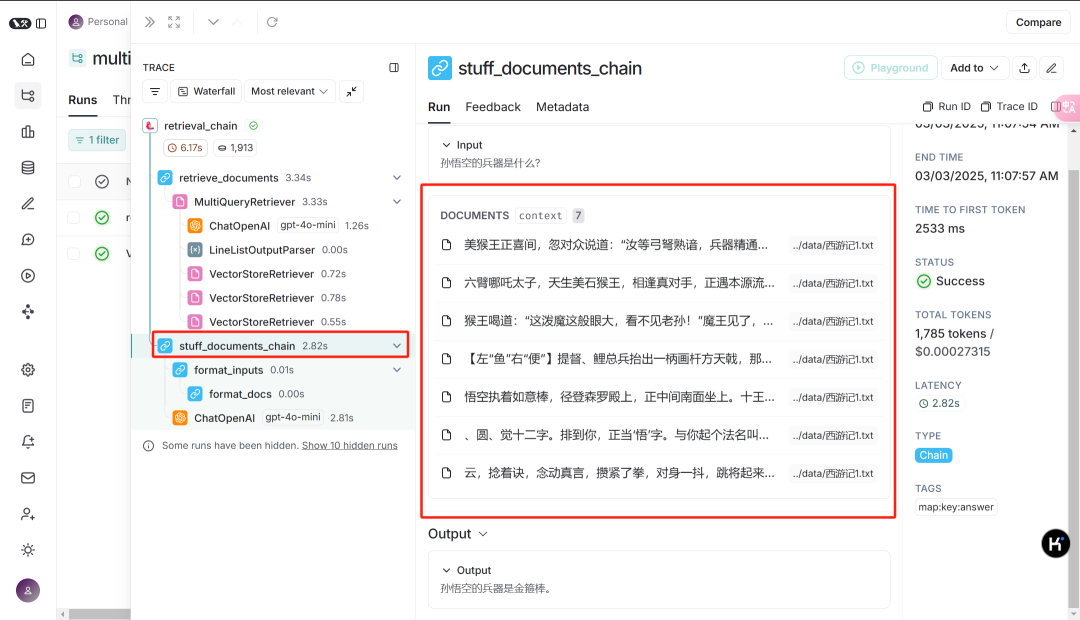 Personal
multi
Runs
Thr
1 filter
TRACE
Waterfall
Most relevant
retrieval_chain
6.17s
1,913
retrieve_documents 3.34s
MultiQueryRetriever 3.33s
ChatOpenAI gpt-4o-mini 1.26s
LineListOutputParser 0.00s
VectorStoreRetriever 0.72s
VectorStoreRetriever 0.78s
VectorStoreRetriever 0.55s
stuff_documents_chain 2.82s
format_inputs 0.01s
format_docs 0.00s
ChatOpenAI gpt-4o-mini 2.81s
Some runs have been hidden. Show 10 hidden runs
Compare
stuff_documents_chain
Playground
Add to
Run Feedback Metadata
Run ID
Trace ID
Input
孙悟空的兵器是什么?
DOCUMENTS context 7
美猴王正喜间，忽对众说道：“汝等弓弩熟谙，兵器精通... ../data/西游记1.txt
六臂哪吒太子，天生美石猴王，相逢真对手，正遇本源流... ../data/西游记1.txt
猴王喝道：“这泼魔这般眼大，看不见老孙！”魔王见了，... ../data/西游记1.txt
【左“鱼”右“便”】提督、鲤总兵抬出一柄画杆方天戟，那... ../data/西游记1.txt
悟空执着如意棒，径登森罗殿上，正中间南面坐上。十王... ../data/西游记1.txt
、圆、觉十二字。排到你，正当‘悟’字。与你起个法名叫... ../data/西游记1.txt
云，捻着诀，念动真言，攒紧了拳，对身一抖，跳将起来... ../data/西游记1.txt
Output
Output
孙悟空的兵器是金箍棒。
03/03/2025, 11:07:54 AM
END TIME
03/03/2025, 11:07:57 AM
TIME TO FIRST TOKEN
2533 ms
STATUS
Success
TOTAL TOKENS
1,785 tokens /
$0.00027315
LATENCY
2.82s
TYPE
Chain
TAGS
map:key:answer